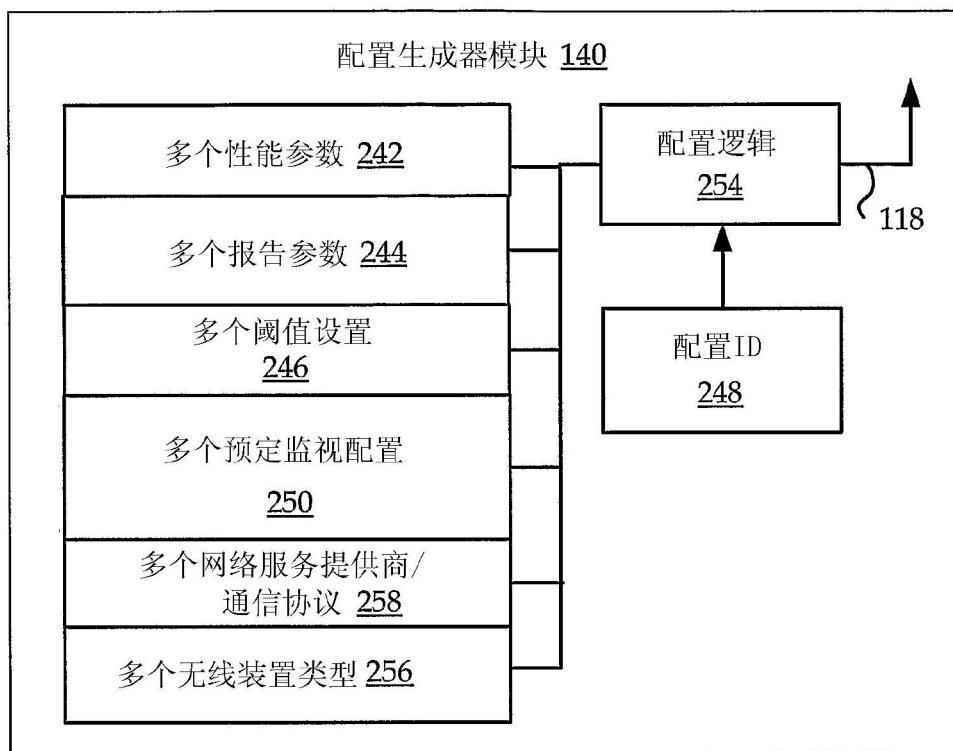 配置生成器模块 140
多个性能参数 242
多个报告参数 244
多个阈值设置
246
多个预定监视配置
250
多个网络服务提供商/
通信协议 258
多个无线装置类型 256
配置逻辑
254
118
配置ID
248